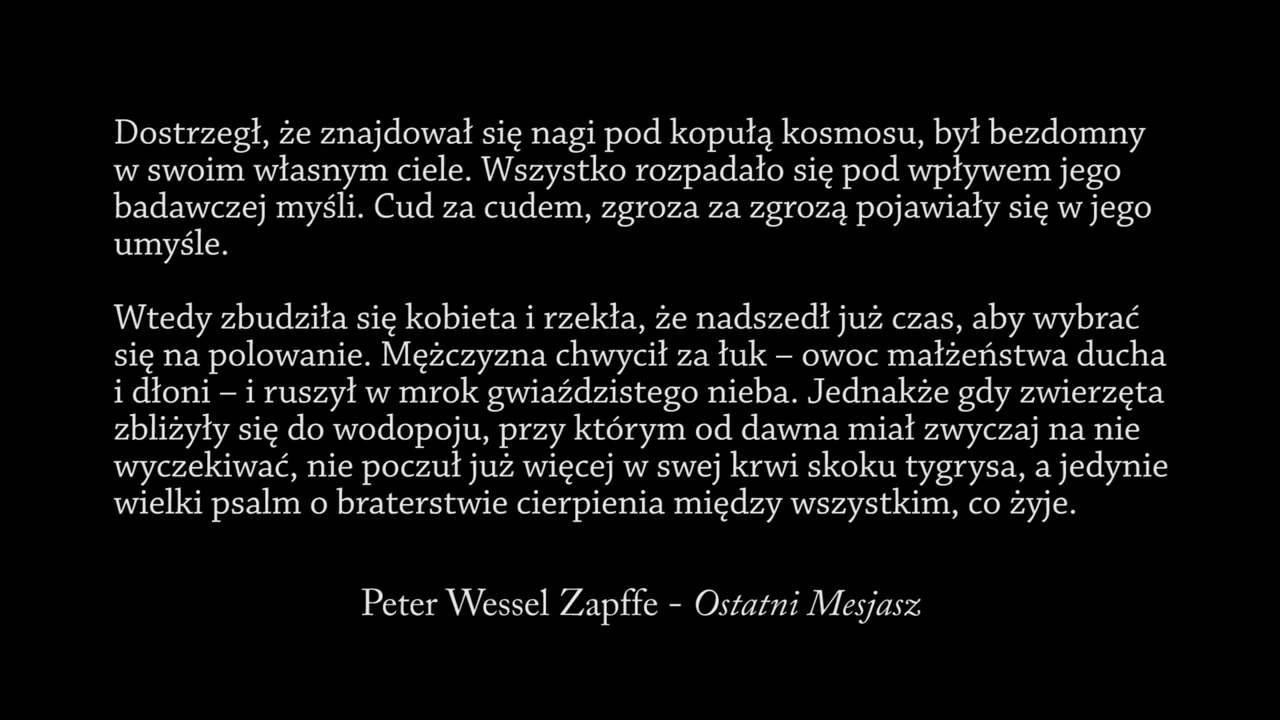 Dostrzegł, że znajdował się nagi pod kopułą kosmosu, był bezdomny
w swoim własnym ciele. Wszystko rozpadało się pod wpływem jego
badawczej myśli. Cud za cudem, zgroza za zgrozą pojawiały się w jego
umyśle.
Wtedy zbudziła się kobieta i rzekła, że nadszedł już czas, aby wybrać
się na polowanie. Mężczyzna chwycił za łuk – owoc małżeństwa ducha
i dłoni – i ruszył w mrok gwiaździstego nieba. Jednakże gdy zwierzęta
zbliżyły się do wodopoju, przy którym od dawna miał zwyczaj na nie
wyczekiwać, nie poczuł już więcej w swej krwi skoku tygrysa, a jedynie
wielki psalm o braterstwie cierpienia między wszystkim, co żyje.
Peter Wessel Zapffe - Ostatni Mesjasz